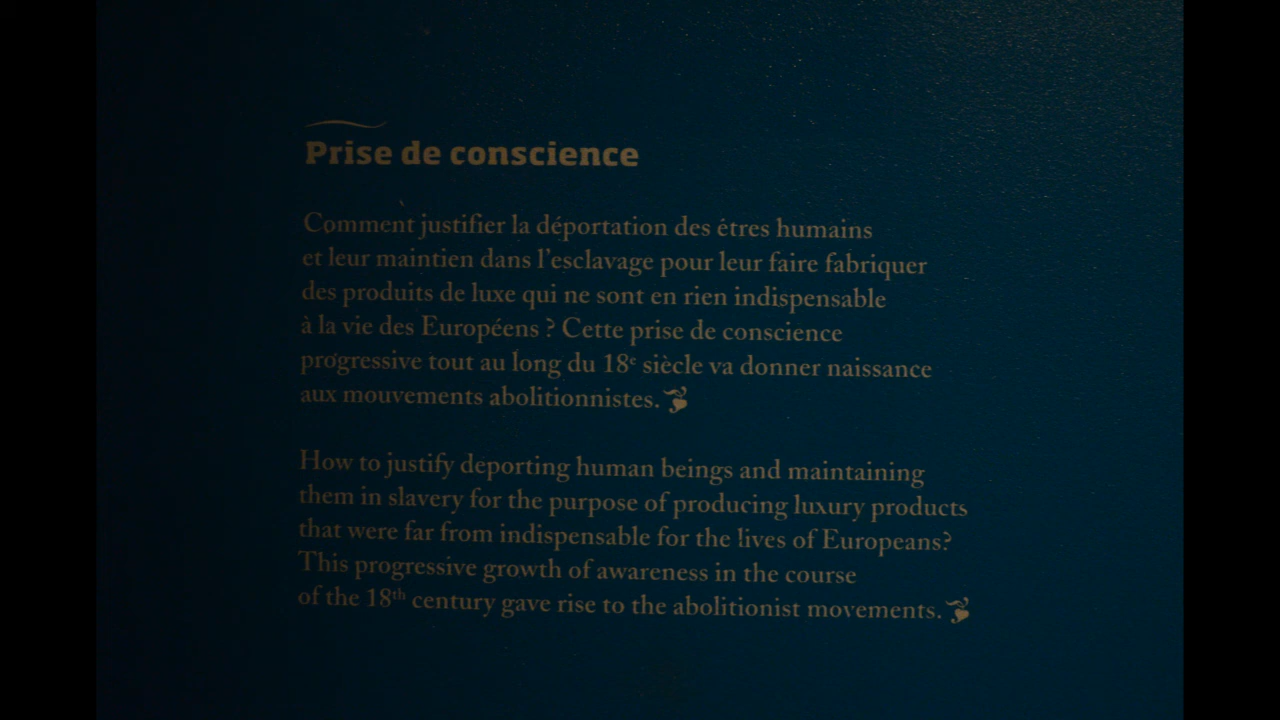 Prise de conscience
Comment justifier la déportation des êtres humains
et leur maintien dans l'esclavage pour leur faire fabriquer
des produits de luxe qui ne sont en rien indispensable
à la vie des Européens ? Cette prise de conscience
progressive tout au long du 18e siècle va donner naissance
aux mouvements abolitionnistes.
How to justify deporting human beings and maintaining
them in slavery for the purpose of producing luxury products
that were far from indispensable for the lives of Europeans?
This progressive growth of awareness in the course
of the 18th century gave rise to the abolitionist movements.